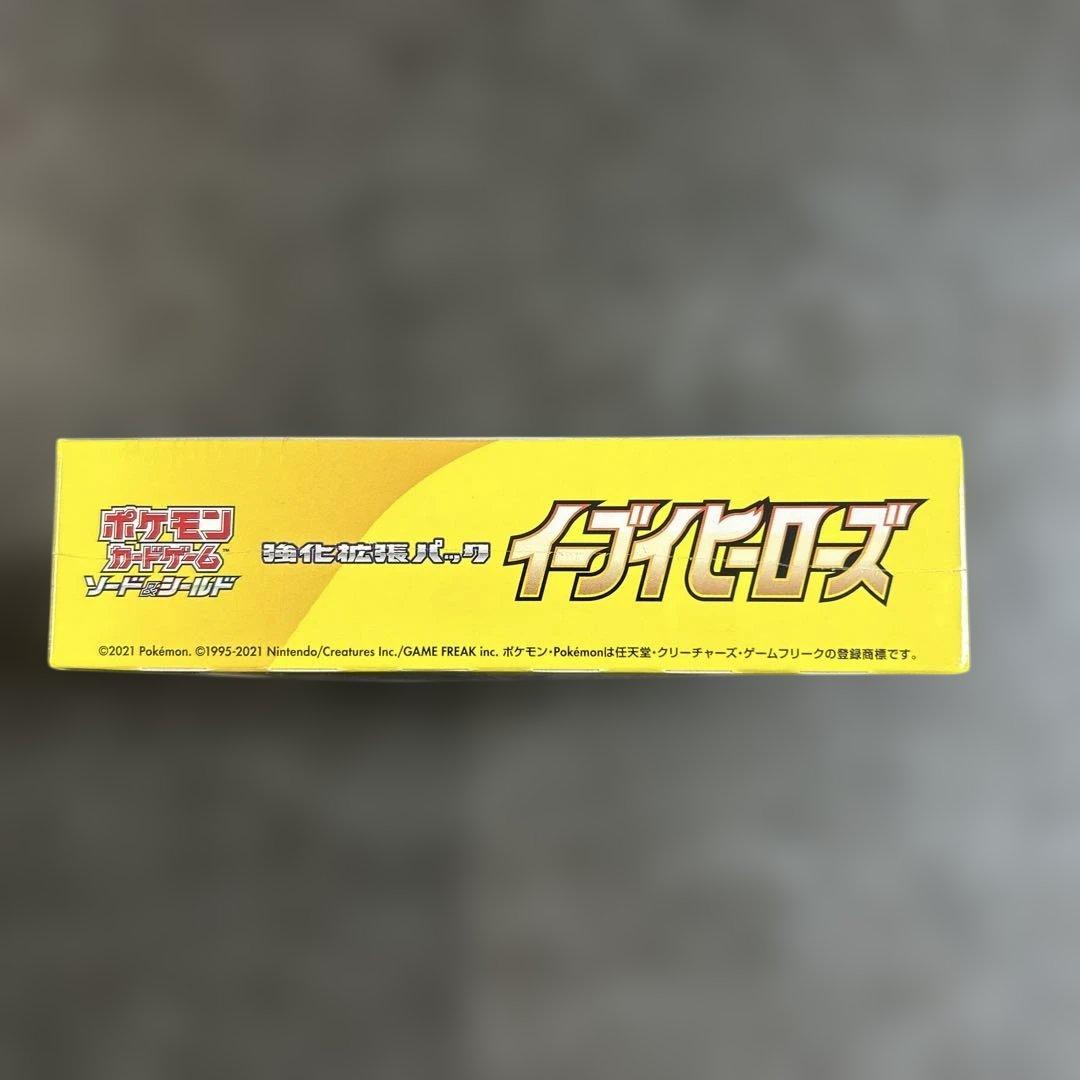 ポケモン
カードゲーム™
ソード&シールド
強化拡張パック
イーブイヒーローズ
©2021 Pokémon. ©1995-2021 Nintendo/Creatures Inc./GAME FREAK inc. ポケモン・Pokémonは任天堂・クリーチャーズ・ゲームフリークの登録商標です。